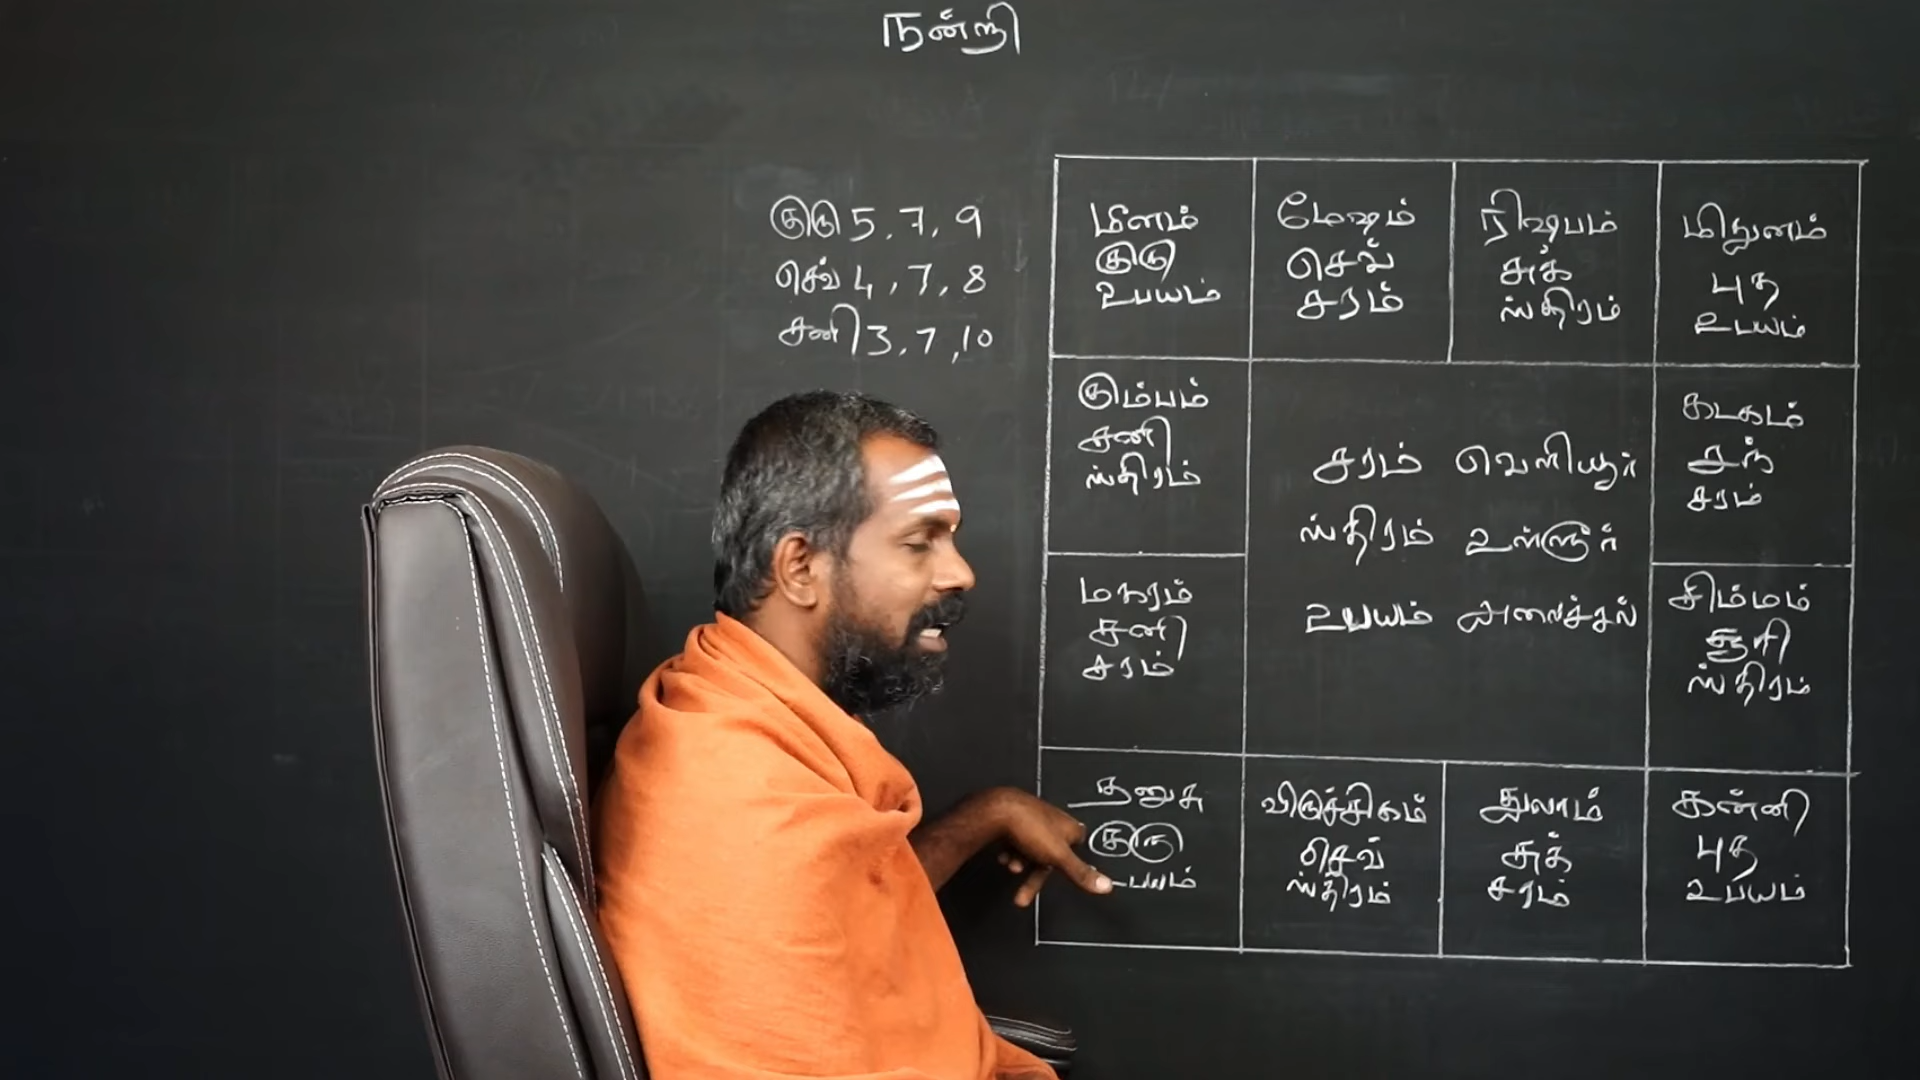 நன்றி
குரு 5, 7, 9
செவ் 4, 7, 8
சனி 3, 7, 10
மீனம்
குரு
உபயம்
மேஷம்
செவ்
சரம்
ரிஷபம்
சுக்
ஸ்திரம்
மிதுனம்
புத
உபயம்
கும்பம்
சனி
ஸ்திரம்
கடகம்
சந்
சரம்
சரம் வெளியூர்
ஸ்திரம் உள்ளூர்
உபயம் அலைச்சல்
மகரம்
சனி
சரம்
சிம்மம்
சூரி
ஸ்திரம்
தனுசு
குரு
உபயம்
விருச்சிகம்
செவ்
ஸ்திரம்
துலாம்
சுக்
சரம்
கன்னி
புத
உபயம்